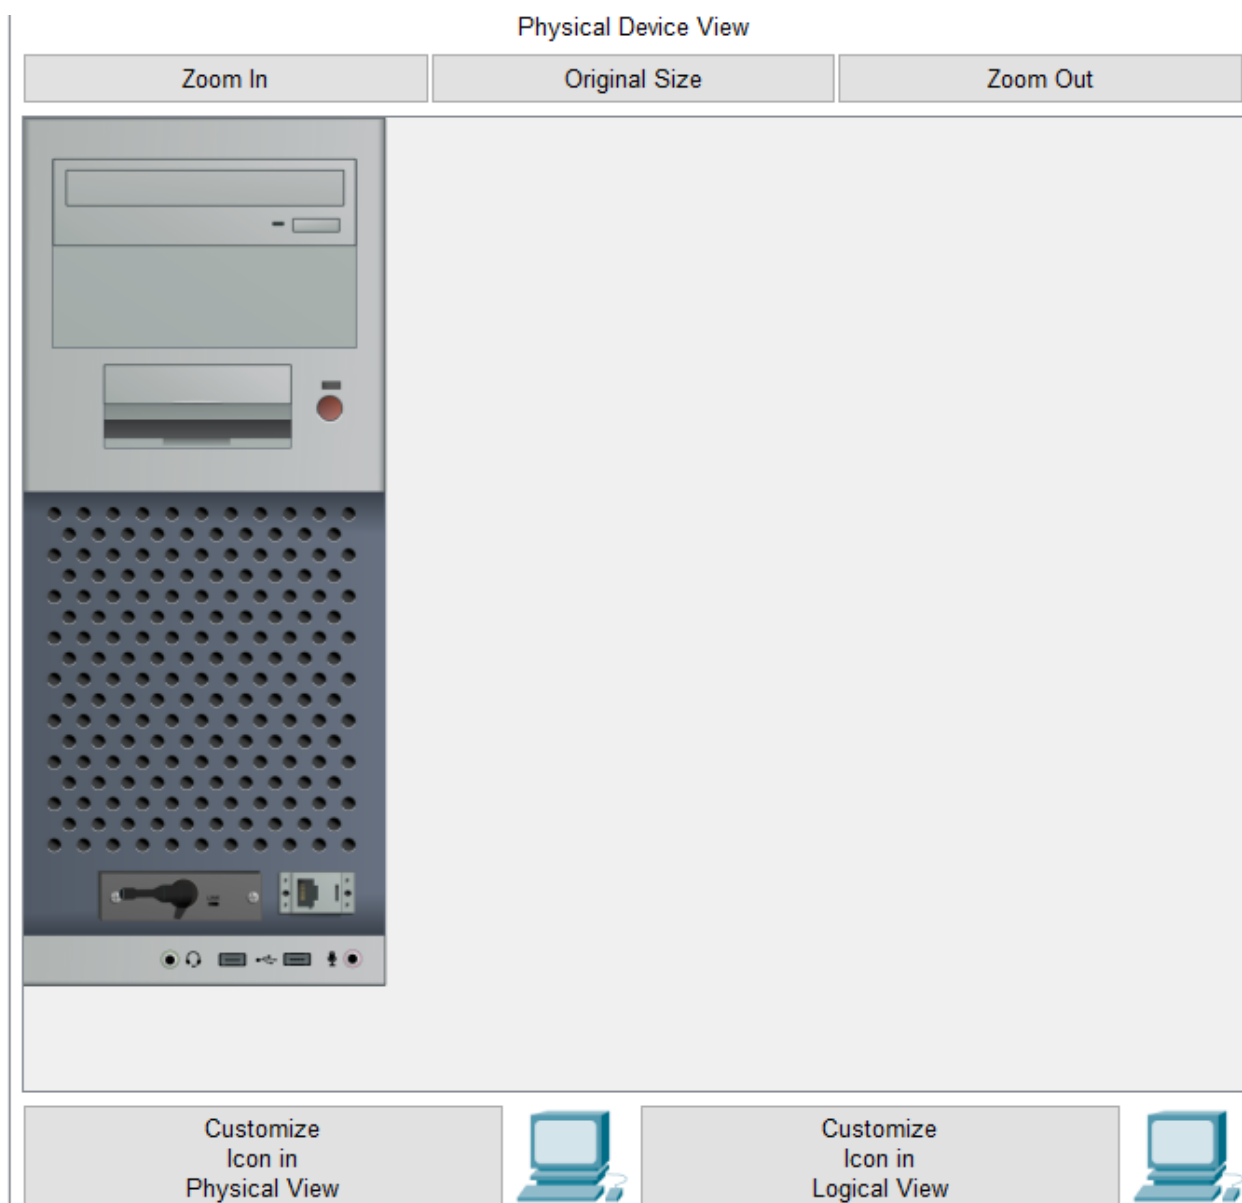 Physical Device View
Zoom In
Original Size
Zoom Out
Customize
Icon in
Physical View
Customize
Icon in
Logical View